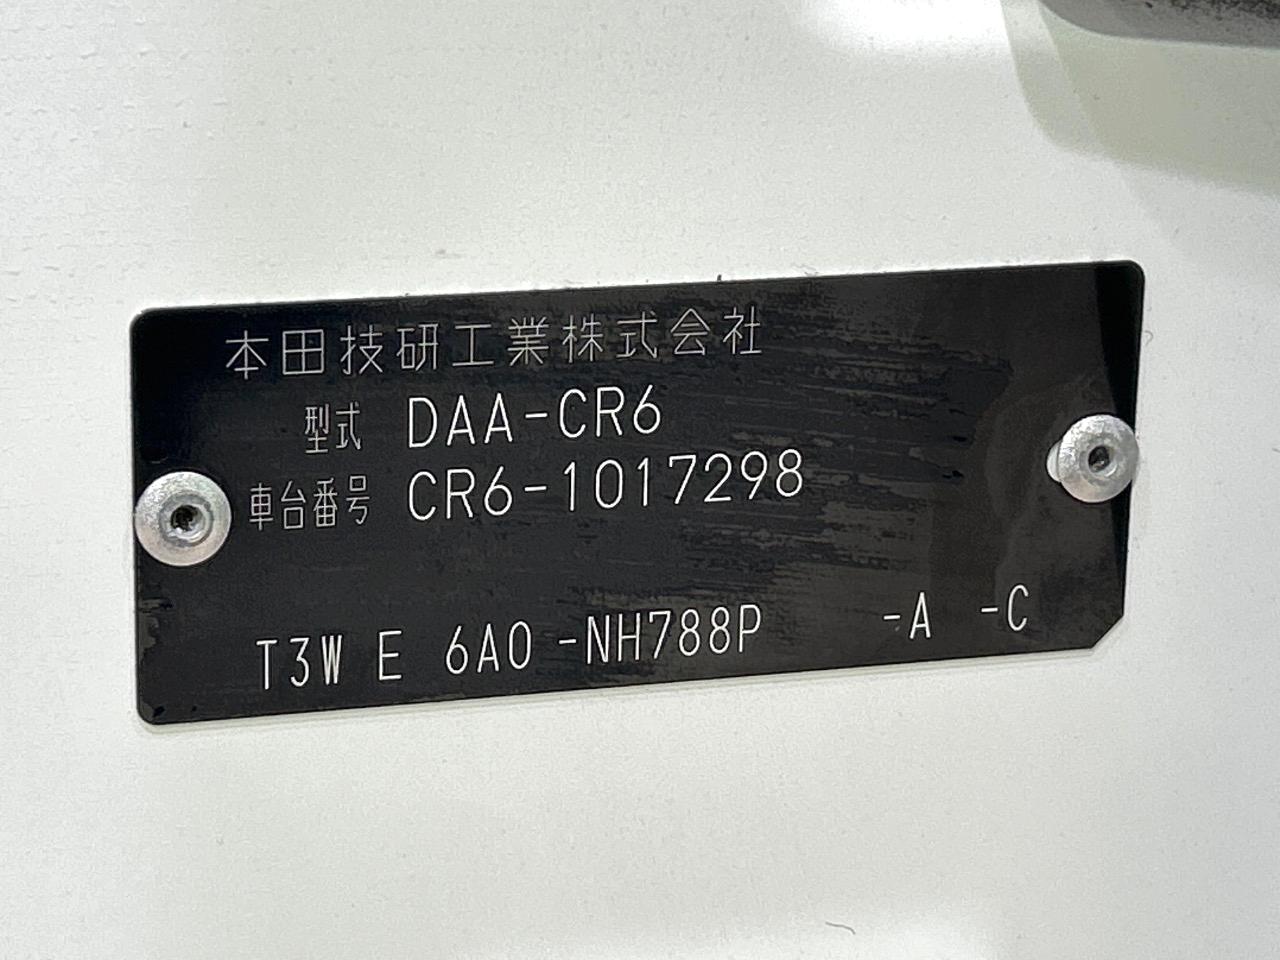 本田技研工業株式会社
型式 DAA-CR6
車台番号 CR6-1017298
T3W E 6A0 -NH788P -A -C